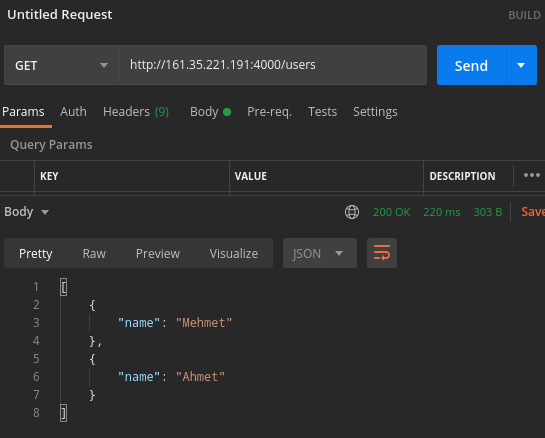 Untitled Request BUILD
GET http://161.35.221.191:4000/users Send
Params Auth Headers (9) Body Pre-req. Tests Settings
Query Params
KEY VALUE DESCRIPTION
Body 200 OK 220 ms 303 B Save
Pretty Raw Preview Visualize JSON
1 [
2 {
3 "name": "Mehmet"
4 },
5 {
6 "name": "Ahmet"
7 }
8 ]